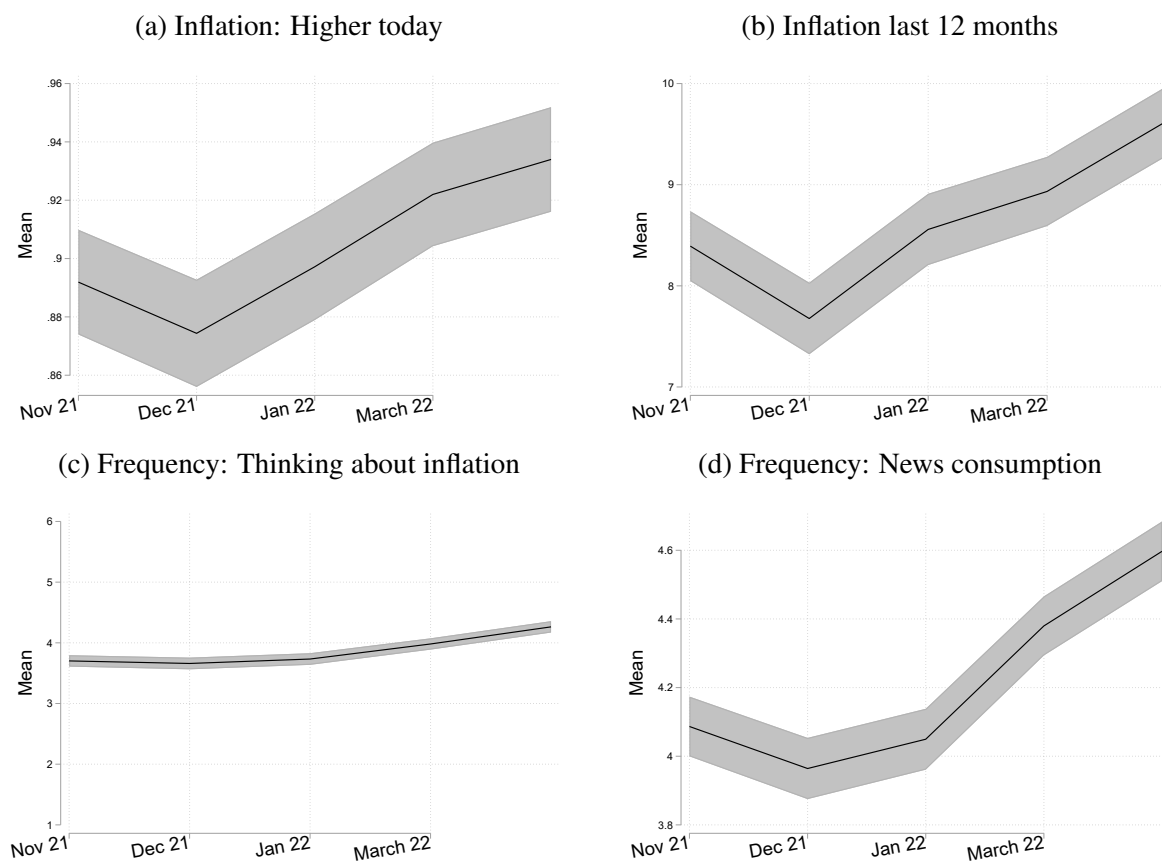 (a) Inflation: Higher today
.96
.94
.92
.9
.88
.86
Mean
Nov 21 Dec 21 Jan 22 March 22
(b) Inflation last 12 months
10
9
8
7
Mean
Nov 21 Dec 21 Jan 22 March 22
(c) Frequency: Thinking about inflation
6
5
4
3
2
1
Mean
Nov 21 Dec 21 Jan 22 March 22
(d) Frequency: News consumption
4.6
4.4
4.2
4
3.8
Mean
Nov 21 Dec 21 Jan 22 March 22